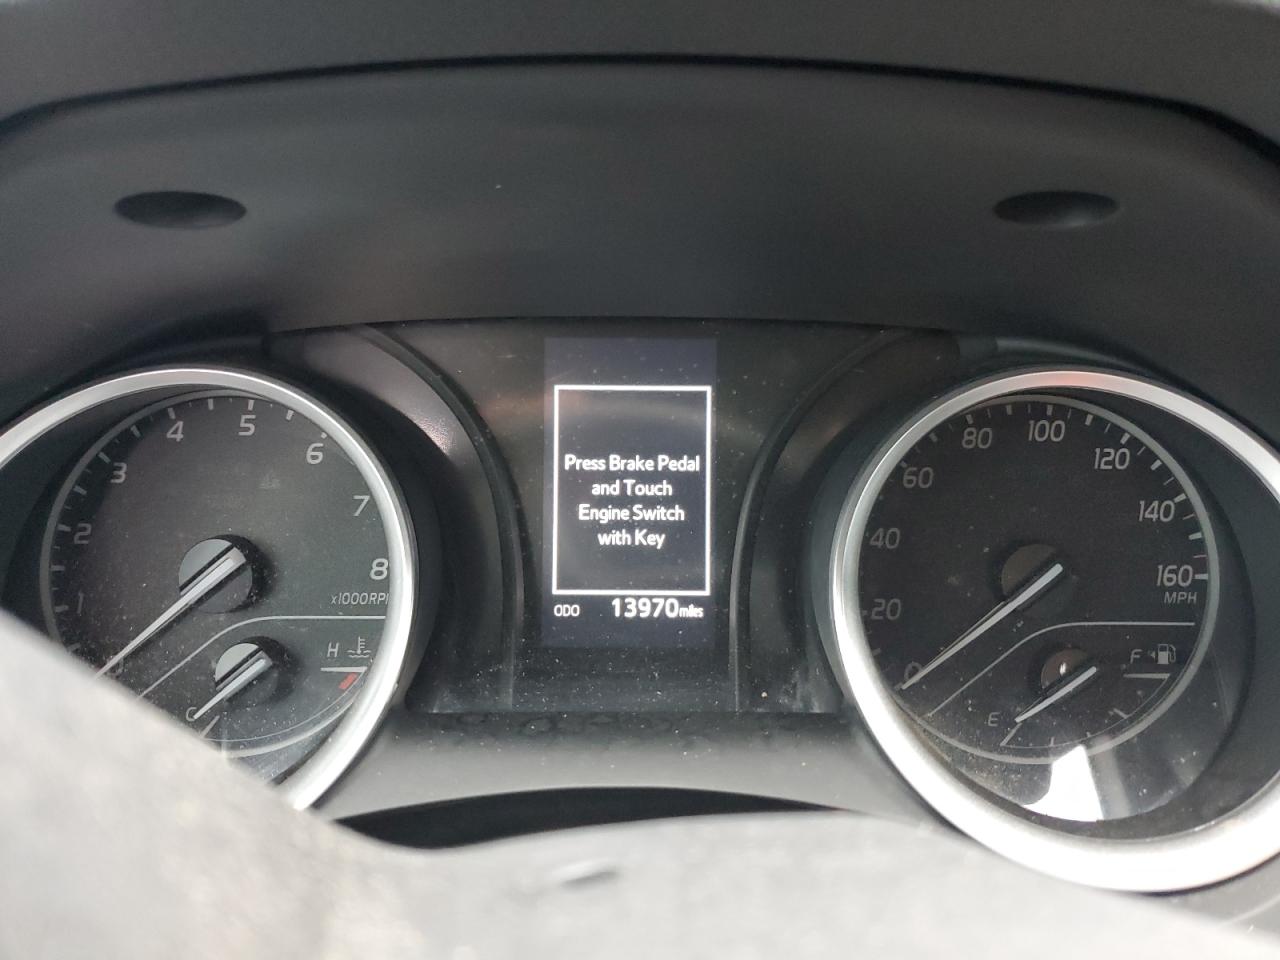 Press Brake Pedal
and Touch
Engine Switch
with Key
ODO 13970 miles
1
2
3
4
5
6
7
8
x1000RP
H
C
0
20
40
60
80
100
120
140
160
MPH
F
E